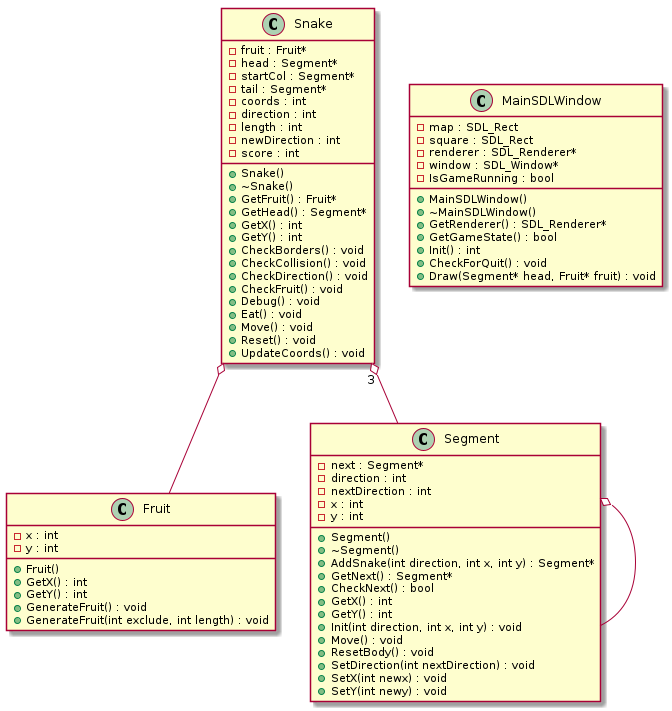 C Snake
fruit : Fruit*
head : Segment*
startCol : Segment*
tail : Segment*
coords : int
direction : int
length : int
newDirection : int
score : int
Snake()
~Snake()
GetFruit() : Fruit*
GetHead() : Segment*
GetX() : int
GetY() : int
CheckBorders() : void
CheckCollision() : void
CheckDirection() : void
CheckFruit() : void
Debug() : void
Eat() : void
Move() : void
Reset() : void
UpdateCoords() : void
C MainSDLWindow
map : SDL_Rect
square : SDL_Rect
renderer : SDL_Renderer*
window : SDL_Window*
IsGameRunning : bool
MainSDLWindow()
~MainSDLWindow()
GetRenderer() : SDL_Renderer*
GetGameState() : bool
Init() : int
CheckForQuit() : void
Draw(Segment* head, Fruit* fruit) : void
3
C Fruit
x : int
y : int
Fruit()
GetX() : int
GetY() : int
GenerateFruit() : void
GenerateFruit(int exclude, int length) : void
C Segment
next : Segment*
direction : int
nextDirection : int
x : int
y : int
Segment()
~Segment()
AddSnake(int direction, int x, int y) : Segment*
GetNext() : Segment*
CheckNext() : bool
GetX() : int
GetY() : int
Init(int direction, int x, int y) : void
Move() : void
ResetBody() : void
SetDirection(int nextDirection) : void
SetX(int newx) : void
SetY(int newy) : void